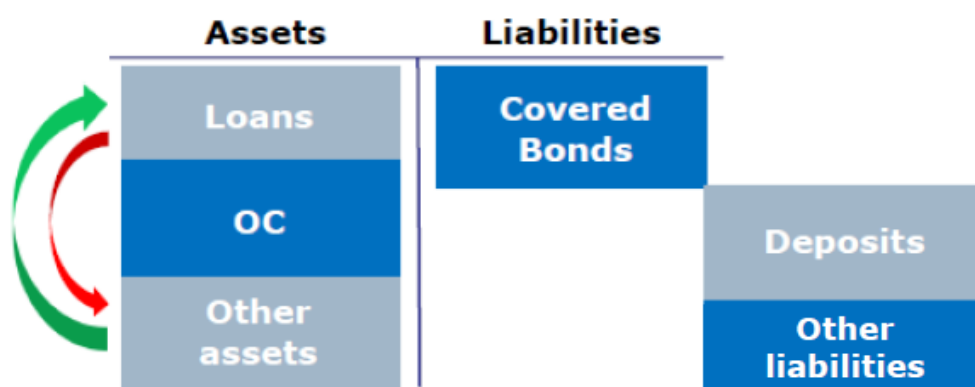 Assets
Liabilities
Loans
Covered
Bonds
OC
Deposits
Other
assets
Other
liabilities